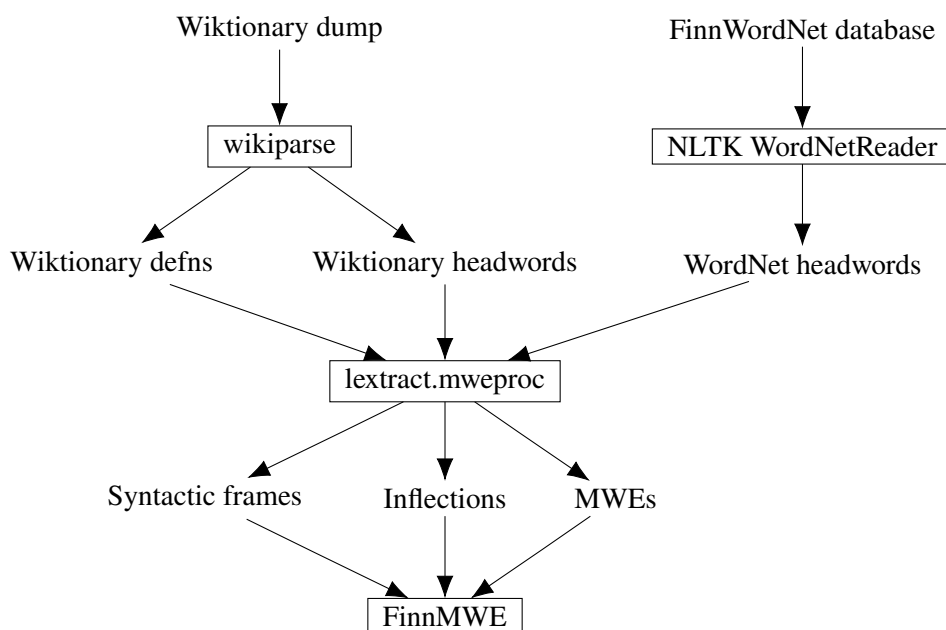 Wiktionary dump
FinnWordNet database
wikiparse
NLTK WordNetReader
Wiktionary defns
Wiktionary headwords
WordNet headwords
lextract.mweproc
Syntactic frames
Inflections
MWEs
FinnMWE